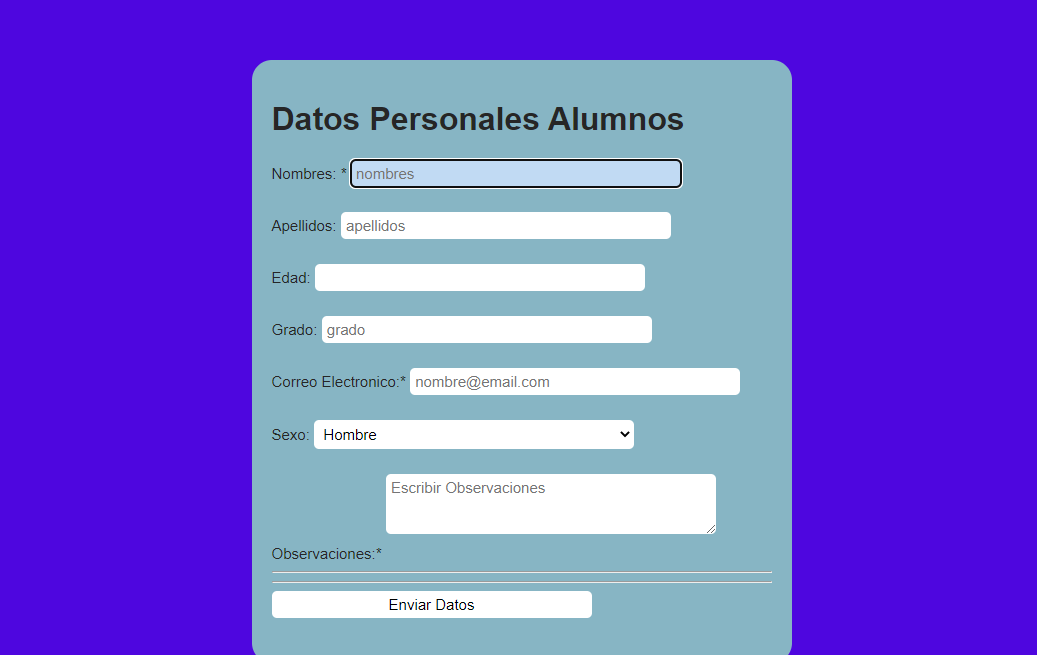 Datos Personales Alumnos
Nombres: * nombres
Apellidos: apellidos
Edad:
Grado: grado
Correo Electronico:* nombre@email.com
Sexo: Hombre
Escribir Observaciones
Observaciones:*
Enviar Datos